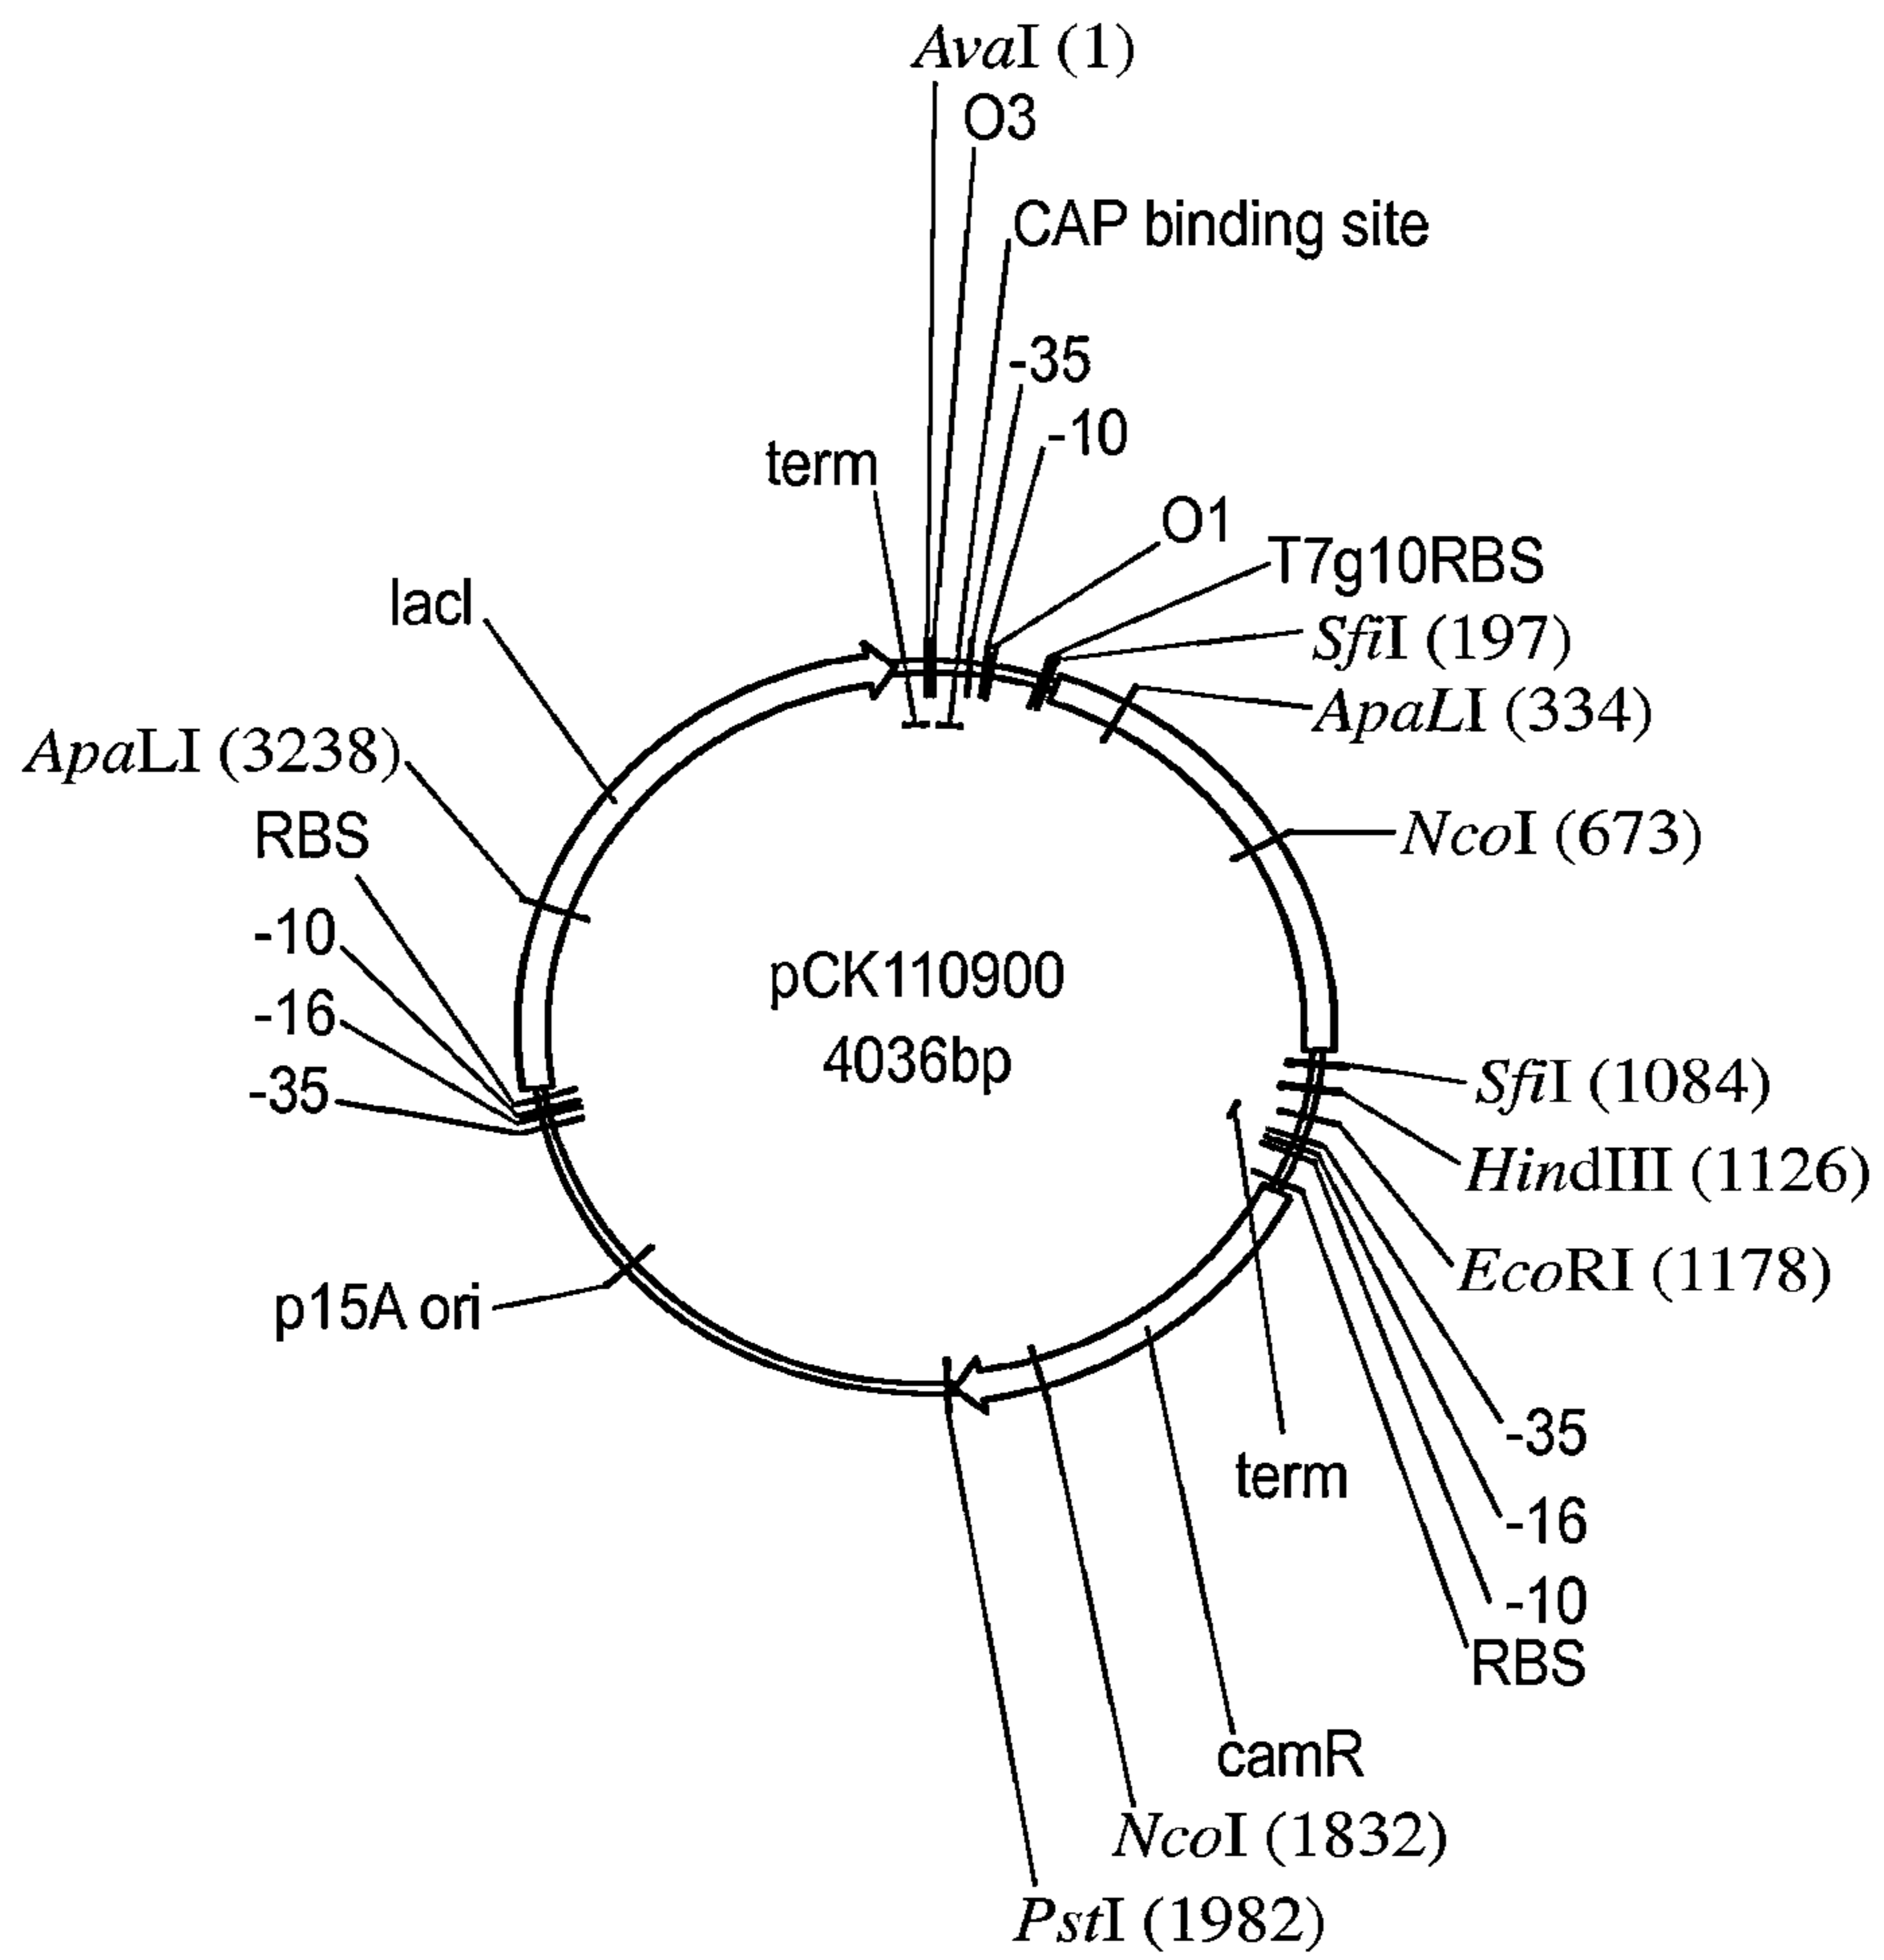 AvaI (1)
O3
CAP binding site
-35
-10
term
O1
T7g10RBS
lacI
SfiI (197)
ApaLI (334)
ApaLI (3238)
RBS
NcoI (673)
-10
pCK110900
-16
4036bp
-35
SfiI (1084)
HindIII (1126)
EcoRI (1178)
p15A ori
-35
term
-16
-10
RBS
camR
NcoI (1832)
PstI (1982)